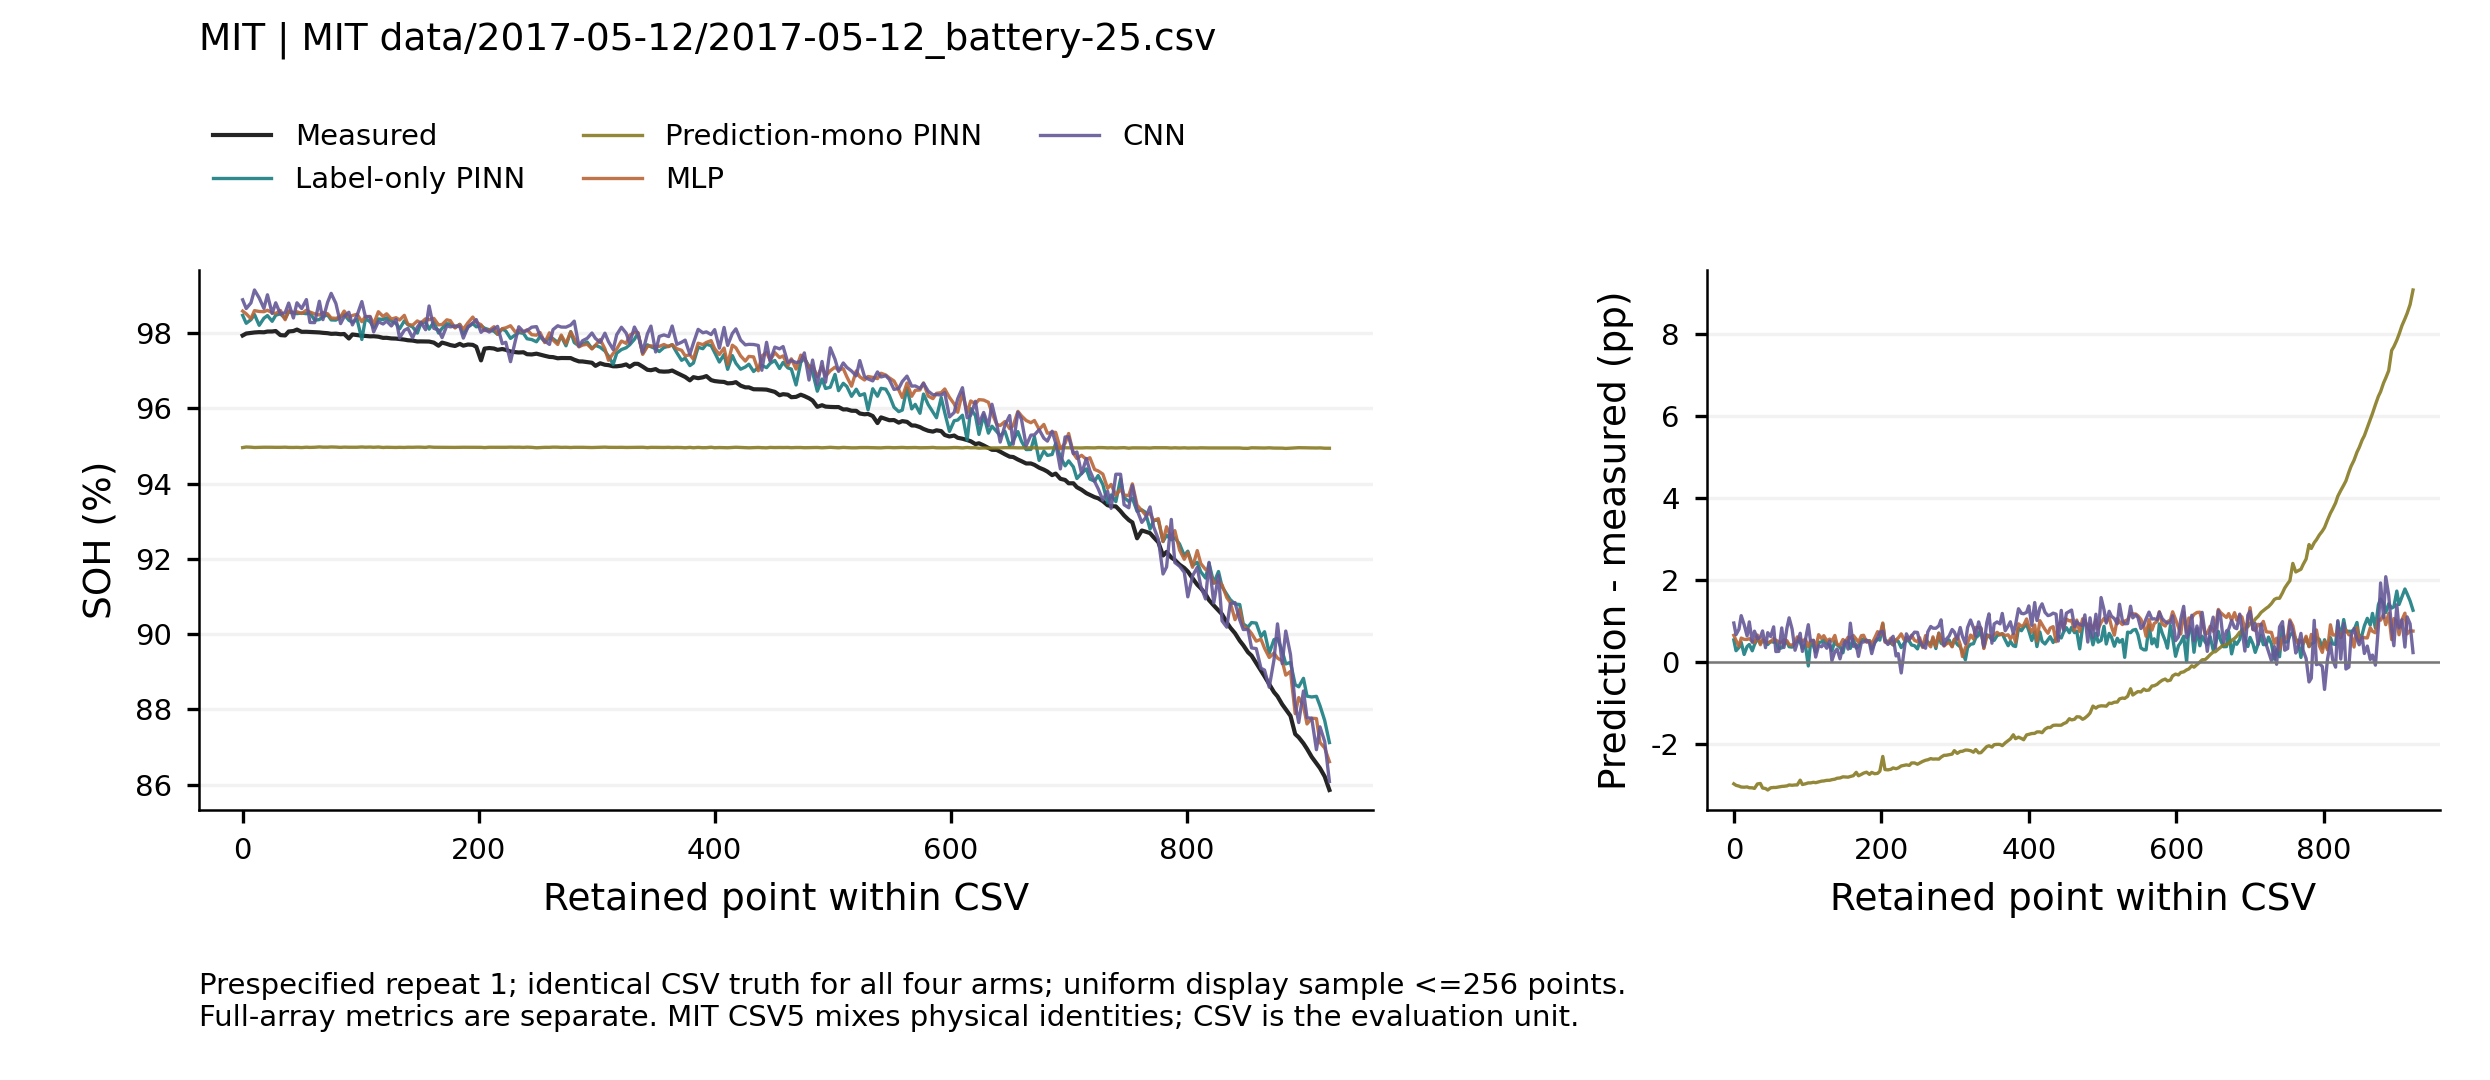 MIT | MIT data/2017-05-12/2017-05-12_battery-25.csv
Measured
Label-only PINN
Prediction-mono PINN
MLP
CNN
SOH (%)
98
96
94
92
90
88
86
0 200 400 600 800
Retained point within CSV
Prediction - measured (pp)
8
6
4
2
0
-2
0 200 400 600 800
Retained point within CSV
Prespecified repeat 1; identical CSV truth for all four arms; uniform display sample <=256 points.
Full-array metrics are separate. MIT CSV5 mixes physical identities; CSV is the evaluation unit.